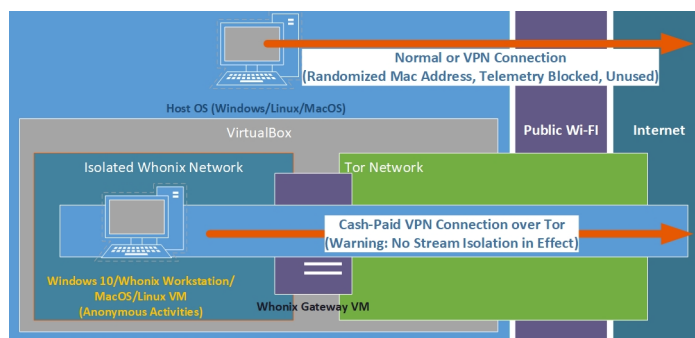 Normal or VPN Connection
(Randomized Mac Address, Telemetry Blocked, Unused)
Host OS (Windows/Linux/MacOS)
VirtualBox
Public Wi-FI
Internet
Isolated Whonix Network
Tor Network
Cash-Paid VPN Connection over Tor
(Warning: No Stream Isolation in Effect)
Windows 10/Whonix Workstation/
MacOS/Linux VM
(Anonymous Activities)
Whonix Gateway VM